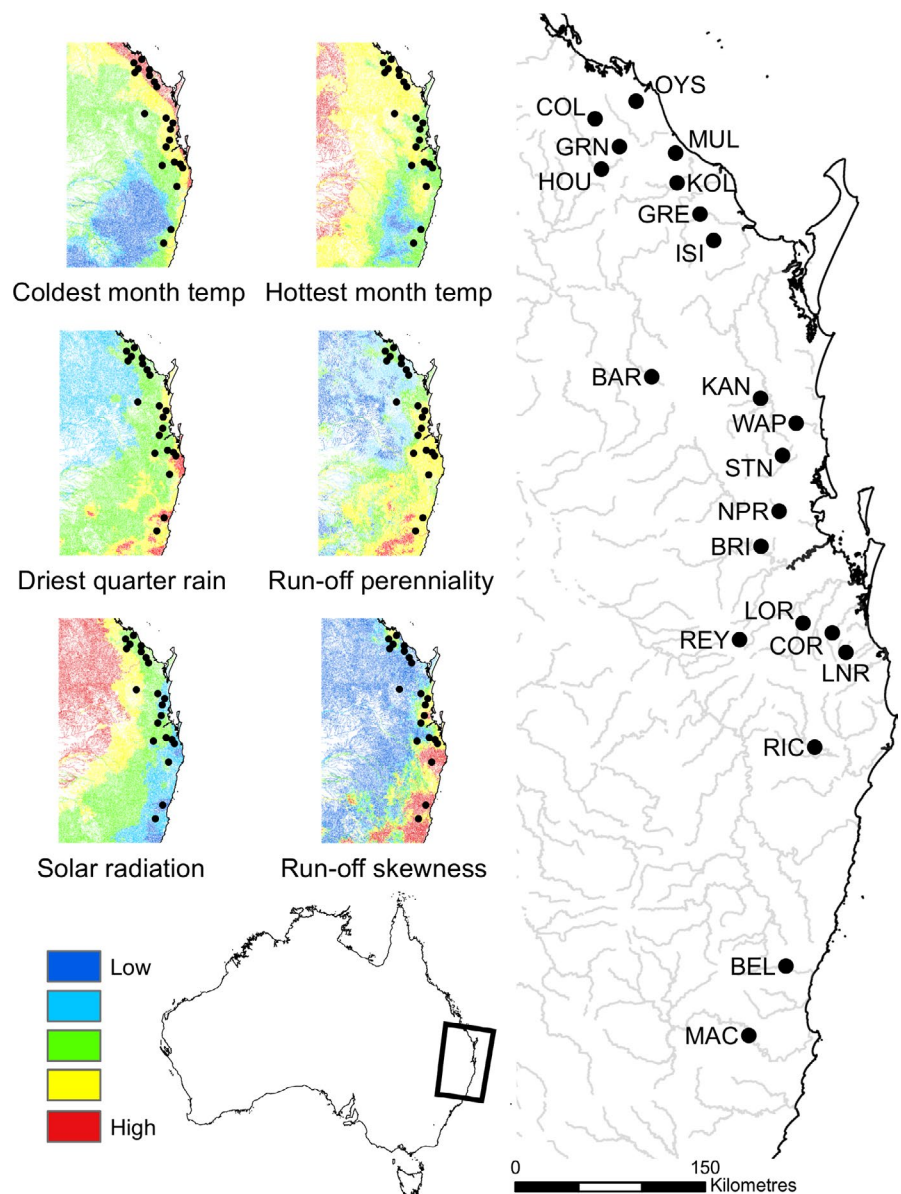 Coldest month temp
Hottest month temp
Driest quarter rain
Run-off perenniality
Solar radiation
Run-off skewness
Low
High
OYS
COL
GRN
MUL
HOU
KOL
GRE
ISI
BAR
KAN
WAP
STN
NPR
BRI
LOR
REY
COR
LNR
RIC
BEL
MAC
0
150
Kilometres